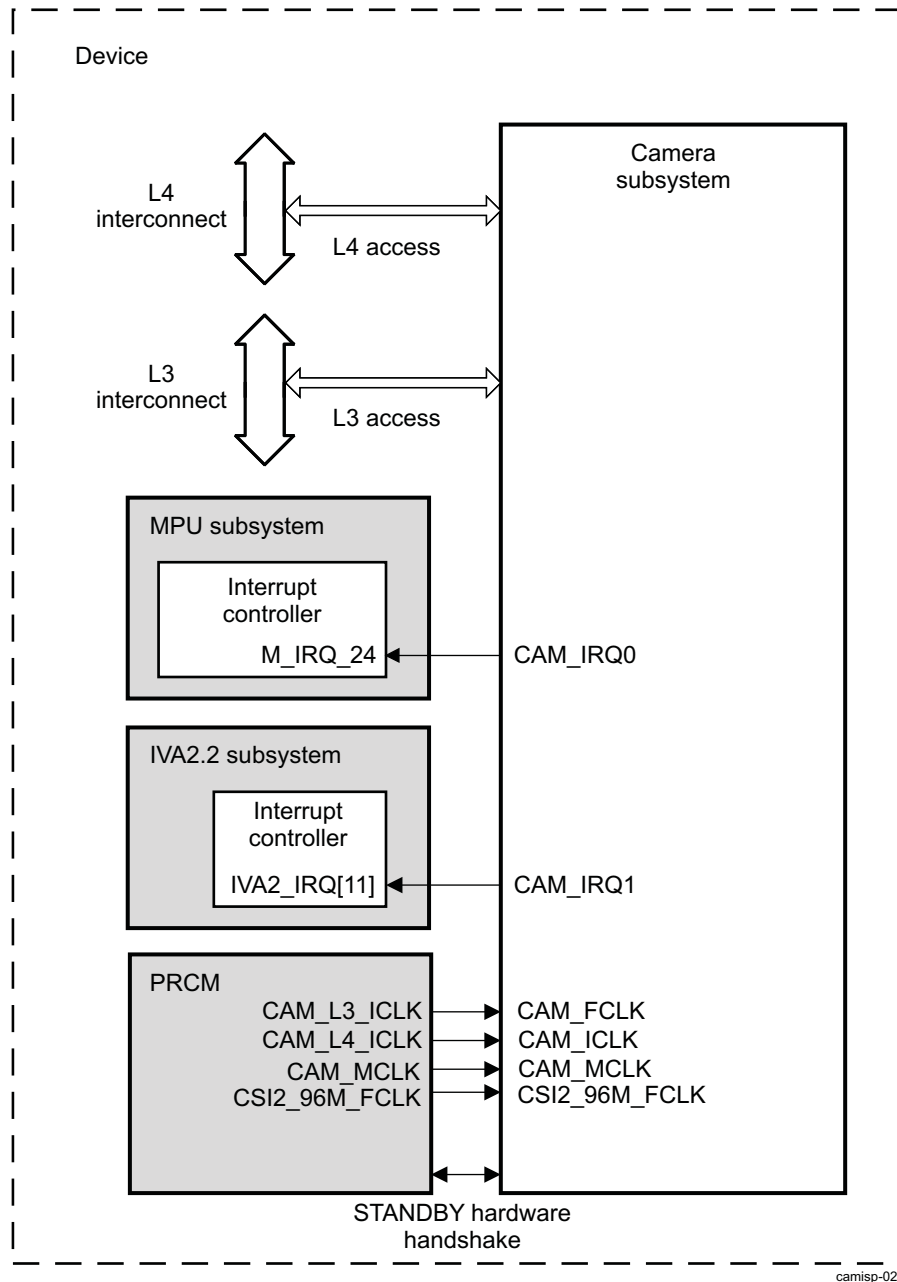 Device
Camera
subsystem
L4
interconnect
L4 access
L3
interconnect
L3 access
MPU subsystem
Interrupt
controller
M_IRQ_24
CAM_IRQ0
IVA2.2 subsystem
Interrupt
controller
IVA2_IRQ[11]
CAM_IRQ1
PRCM
CAM_L3_ICLK
CAM_FCLK
CAM_L4_ICLK
CAM_ICLK
CAM_MCLK
CAM_MCLK
CSI2_96M_FCLK
CSI2_96M_FCLK
STANDBY hardware
handshake
camisp-02